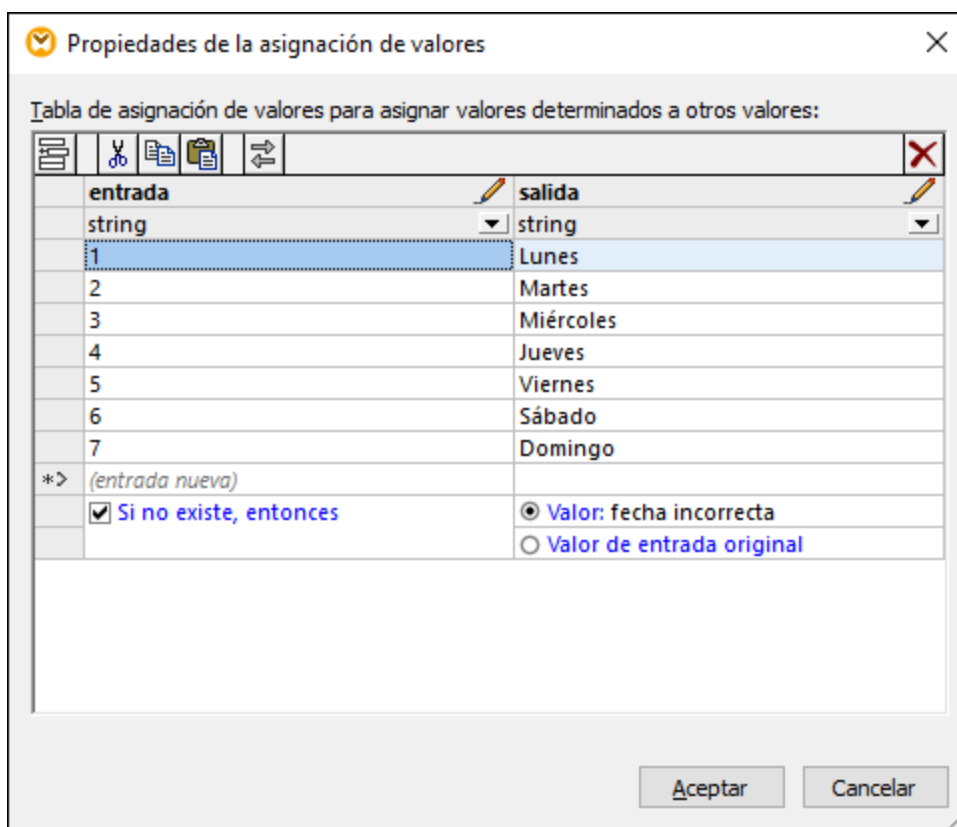 Propiedades de la asignación de valores
Tabla de asignación de valores para asignar valores determinados a otros valores:
entrada salida
string string
1 Lunes
2 Martes
3 Miércoles
4 Jueves
5 Viernes
6 Sábado
7 Domingo
(entrada nueva)
Si no existe, entonces Valor: fecha incorrecta
Valor de entrada original
Aceptar Cancelar